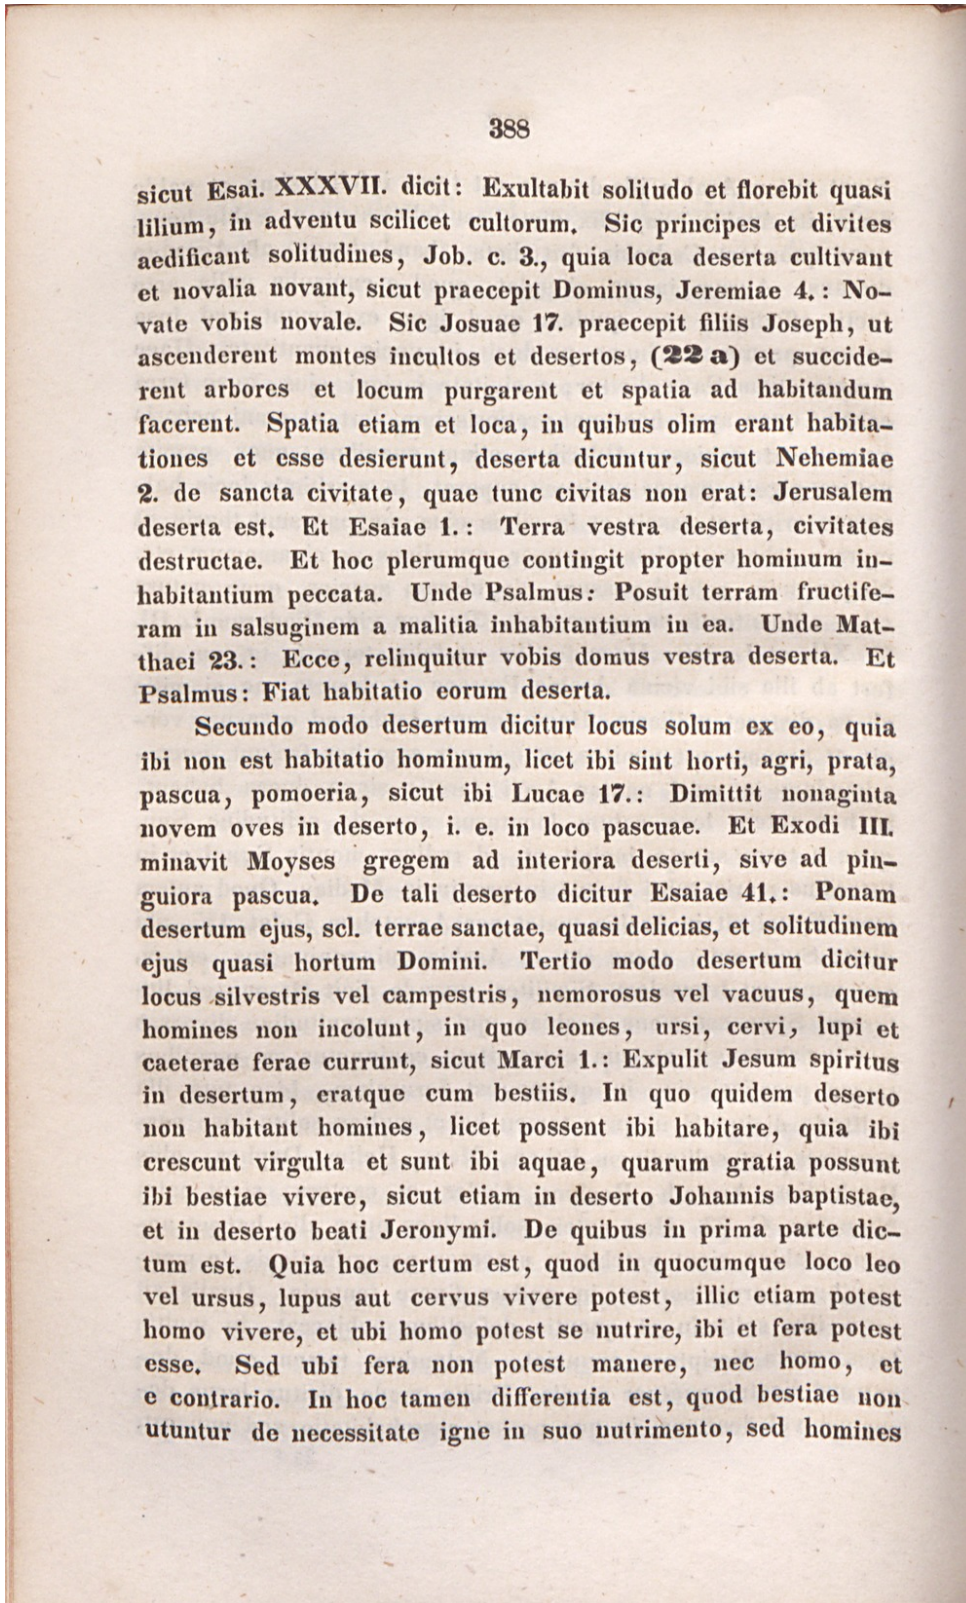 388
sicut Esai. XXXVII. dicit: Exultabit solitudo et florebit quasi
lilium, in adventu scilicet cultorum. Sic principes et divites
aedificant solitudines, Job. c. 3., quia loca deserta cultivant
et novalia novant, sicut praecepit Dominus, Jeremiae 4.: No-
vate vobis novale. Sic Josuae 17. praecepit filiis Joseph, ut
ascenderent montes incultos et desertos, (22 a) et succide-
rent arbores et locum purgarent et spatia ad habitandum
facerent. Spatia etiam et loca, in quibus olim erant habita-
tiones et esse desierunt, deserta dicuntur, sicut Nehemiae
2. de sancta civitate, quae tunc civitas non erat: Jerusalem
deserta est. Et Esaiae 1.: Terra vestra deserta, civitates
destructae. Et hoc plerumque contingit propter hominum in-
habitantium peccata. Unde Psalmus: Posuit terram fructife-
ram in salsuginem a malitia inhabitantium in ea. Unde Mat-
thaei 23.: Ecce, relinquitur vobis domus vestra deserta. Et
Psalmus: Fiat habitatio eorum deserta.
Secundo modo desertum dicitur locus solum ex eo, quia
ibi non est habitatio hominum, licet ibi sint horti, agri, prata,
pascua, pomoeria, sicut ibi Lucae 17.: Dimittit nonaginta
novem oves in deserto, i. e. in loco pascuae. Et Exodi III.
minavit Moyses gregem ad interiora deserti, sive ad pin-
guiora pascua. De tali deserto dicitur Esaiae 41.: Ponam
desertum ejus, scl. terrae sanctae, quasi delicias, et solitudinem
ejus quasi hortum Domini. Tertio modo desertum dicitur
locus silvestris vel campestris, nemorosus vel vacuus, quem
homines non incolunt, in quo leones, ursi, cervi, lupi et
caeterae ferae currunt, sicut Marci 1.: Expulit Jesum spiritus
in desertum, eratque cum bestiis. In quo quidem deserto
non habitant homines, licet possent ibi habitare, quia ibi
crescunt virgulta et sunt ibi aquae, quarum gratia possunt
ibi bestiae vivere, sicut etiam in deserto Johannis baptistae,
et in deserto beati Jeronymi. De quibus in prima parte dic-
tum est. Quia hoc certum est, quod in quocumque loco leo
vel ursus, lupus aut cervus vivere potest, illic etiam potest
homo vivere, et ubi homo potest se nutrire, ibi et fera potest
esse. Sed ubi fera non potest manere, nec homo, et
e contrario. In hoc tamen differentia est, quod bestiae non
utuntur de necessitate igne in suo nutrimento, sed homines